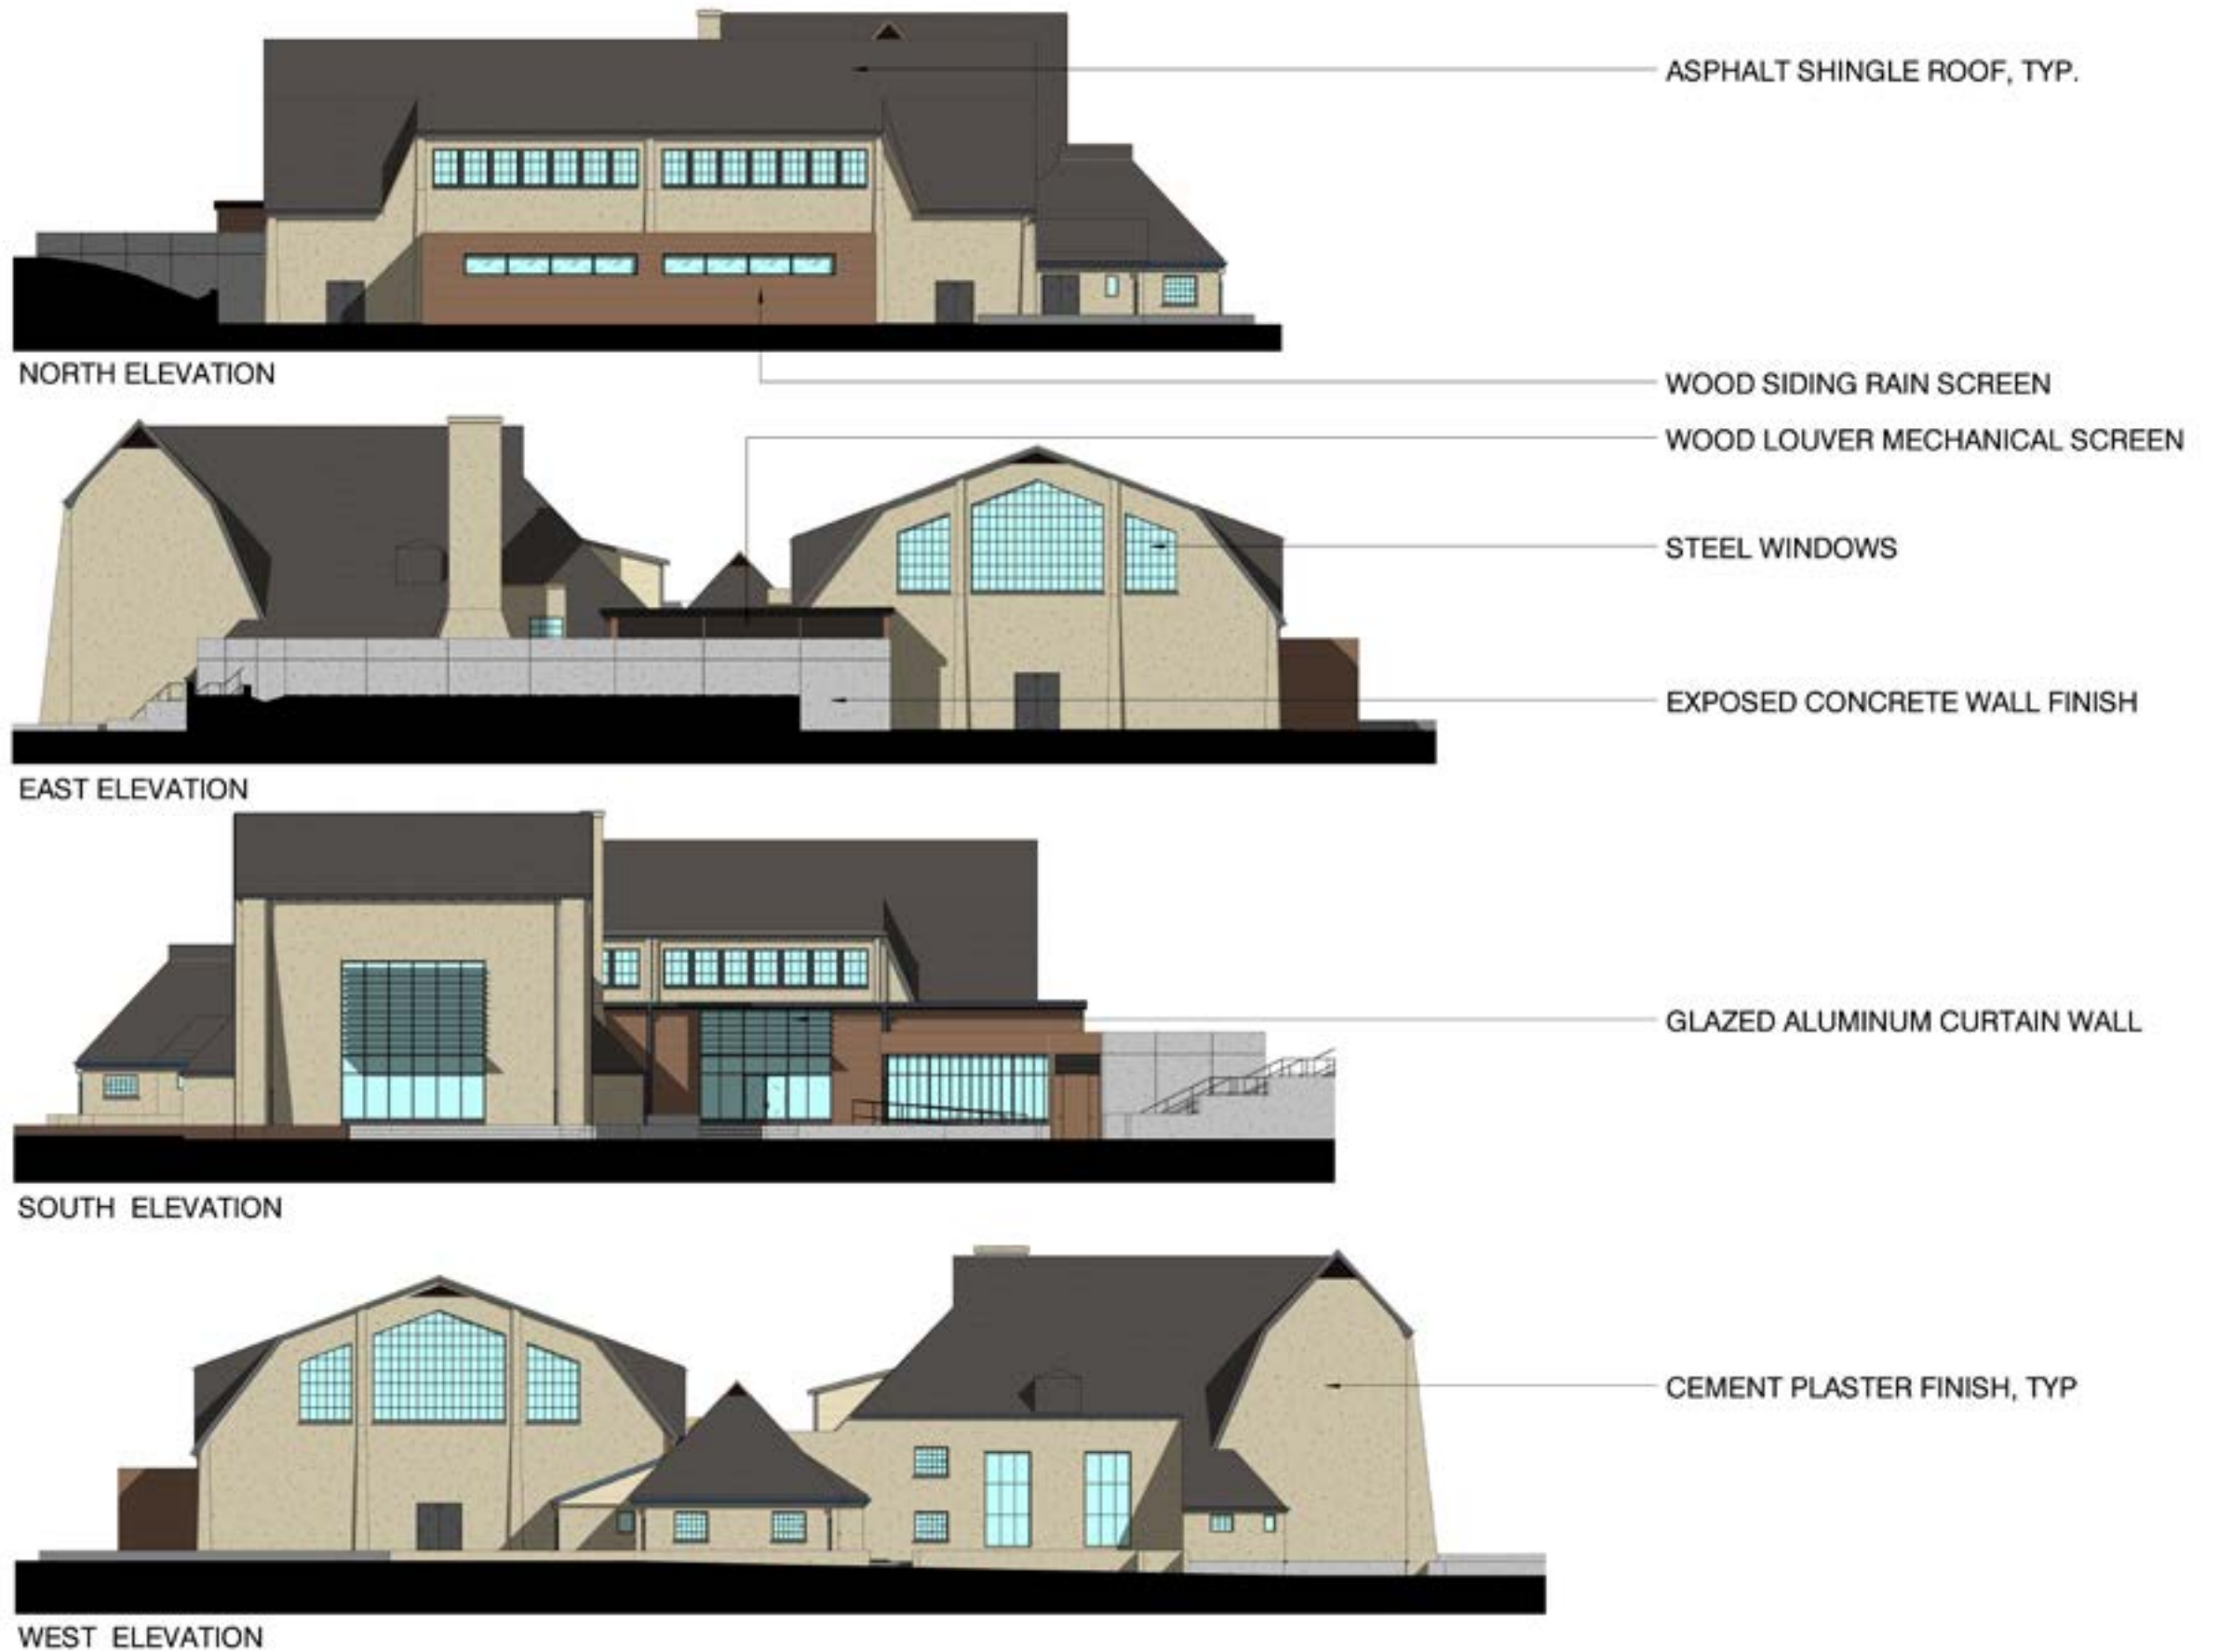 ASPHALT SHINGLE ROOF, TYP.
NORTH ELEVATION
WOOD SIDING RAIN SCREEN
WOOD LOUVER MECHANICAL SCREEN
STEEL WINDOWS
EXPOSED CONCRETE WALL FINISH
EAST ELEVATION
GLAZED ALUMINUM CURTAIN WALL
SOUTH ELEVATION
CEMENT PLASTER FINISH, TYP
WEST ELEVATION